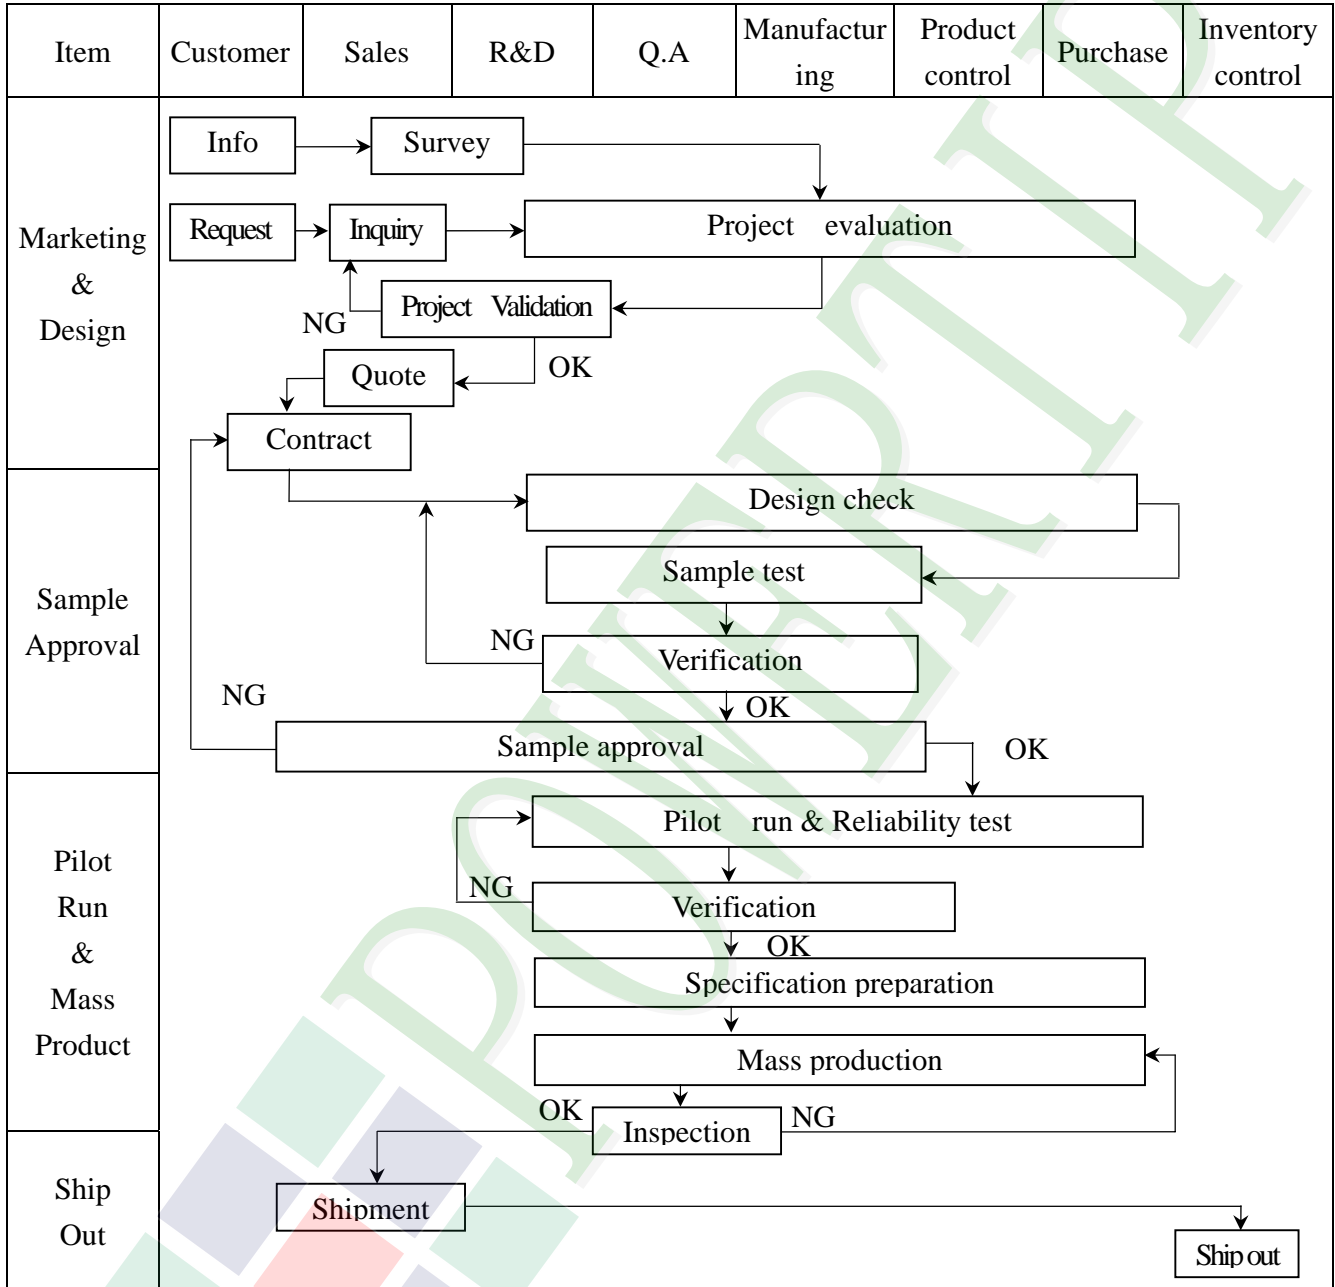 Item
Customer
Sales
R&D
Q.A
Manufactur
ing
Product
control
Purchase
Inventory
control
Marketing
&
Design
Info
Survey
Request
Inquiry
Project evaluation
NG
Project Validation
Quote
OK
Contract
Sample
Approval
Design check
Sample test
NG
Verification
NG
OK
Sample approval
OK
Pilot
Run
&
Mass
Product
Pilot run & Reliability test
NG
Verification
OK
Specification preparation
Mass production
OK
Inspection
NG
Ship
Out
Shipment
Ship out
POWERTIP